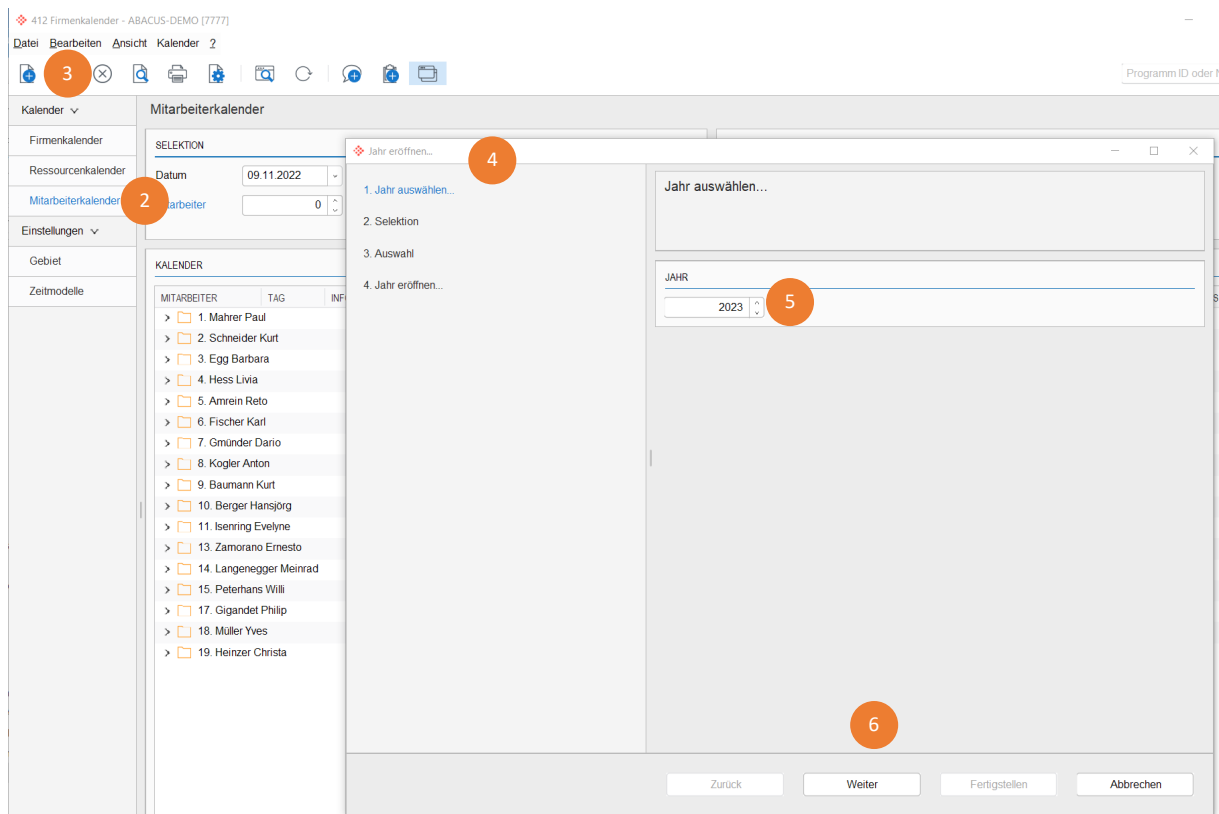 412 Firmenkalender - ABACUS-DEMO [7777]
Datei Bearbeiten Ansicht Kalender ?
3
Programm ID oder
Kalender
Mitarbeiterkalender
Firmenkalender
Ressourcenkalender
Mitarbeiterkalender
2
Einstellungen
Gebiet
Zeitmodelle
SELEKTION
Datum 09.11.2022
0
KALENDER
MITARBEITER TAG
1. Mahrer Paul
2. Schneider Kurt
3. Egg Barbara
4. Hess Livia
5. Amrein Reto
6. Fischer Karl
7. Gmünder Dario
8. Kogler Anton
9. Baumann Kurt
10. Berger Hansjörg
11. Isenring Evelyne
13. Zamorano Ernesto
14. Langenegger Meinrad
15. Peterhans Willi
17. Gigandet Philip
18. Müller Yves
19. Heinzer Christa
Jahr eröffnen...
4
1. Jahr auswählen...
2. Selektion
3. Auswahl
4. Jahr eröffnen...
Jahr auswählen...
JAHR
2023
5
6
Zurück Weiter Fertigstellen Abbrechen